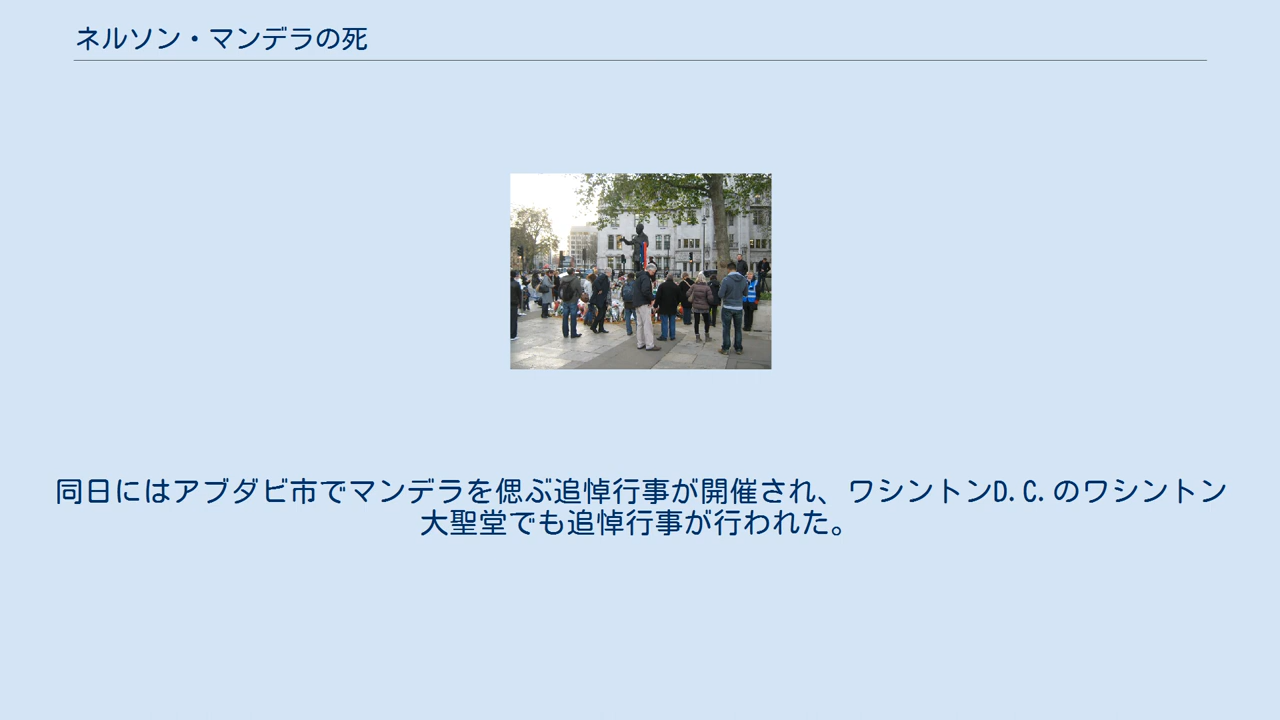 ネルソン・マンデラの死
同日にはアブダビ市でマンデラを偲ぶ追悼行事が開催され、ワシントンD.C.のワシントン
大聖堂でも追悼行事が行われた。